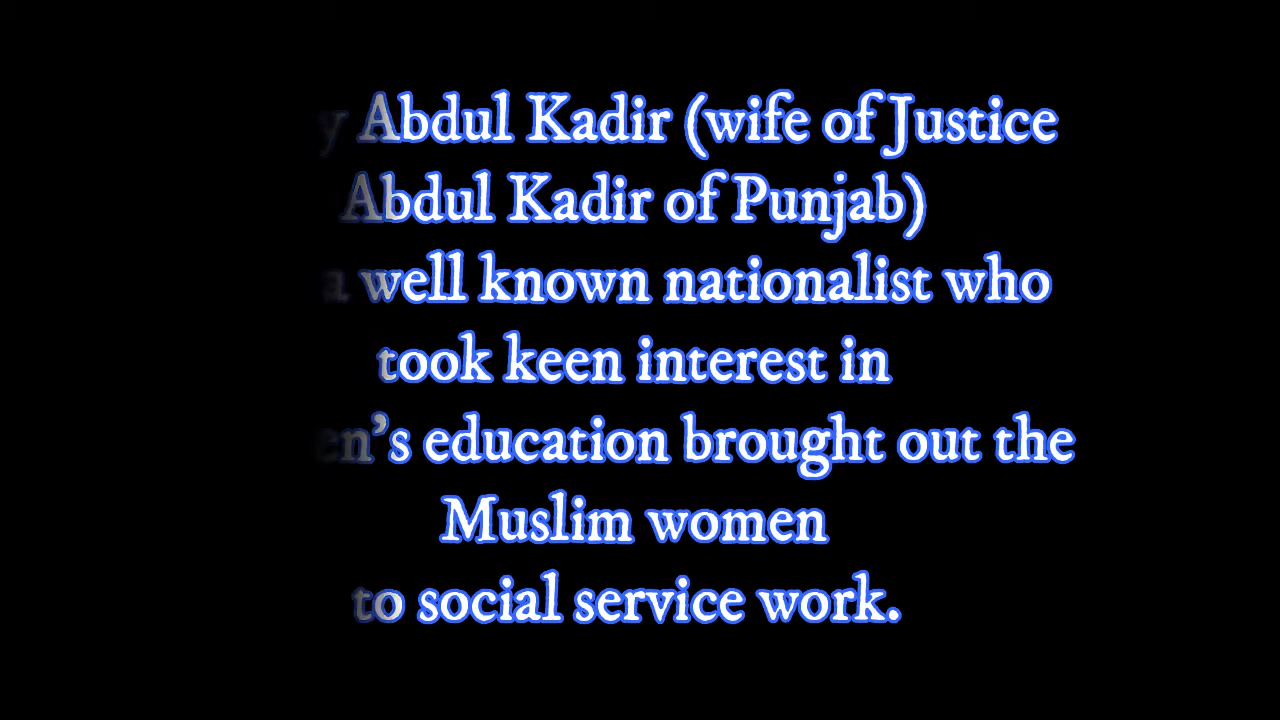 Abdul Kadir (wife of Justice
Abdul Kadir of Punjab)
a well known nationalist who
took keen interest in
education brought out the
Muslim women
to social service work.